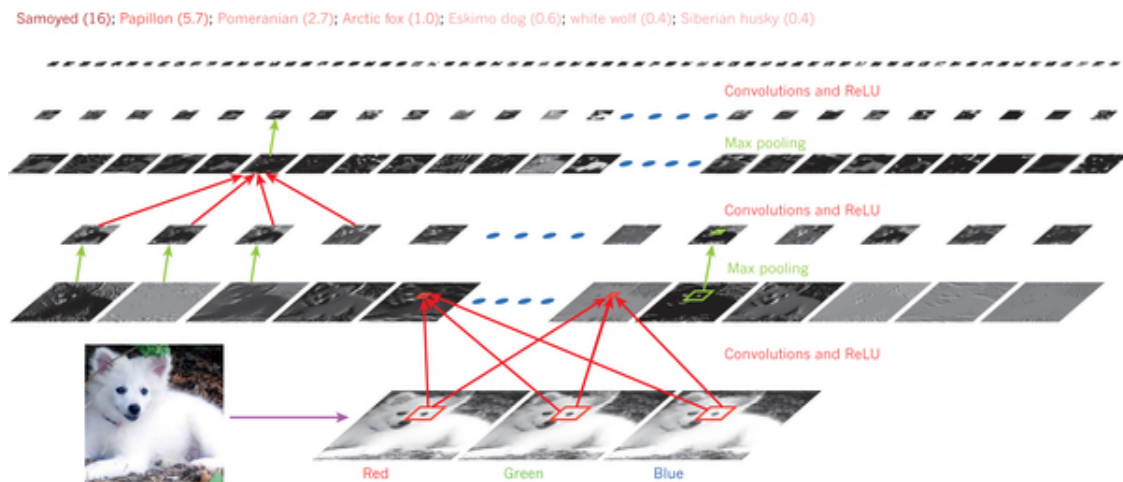 Samoyed (16); Papillon (5.7); Pomeranian (2.7); Arctic fox (1.0); Eskimo dog (0.6); white wolf (0.4); Siberian husky (0.4)
Convolutions and ReLU
Max pooling
Convolutions and ReLU
Max pooling
Convolutions and ReLU
Red
Green
Blue